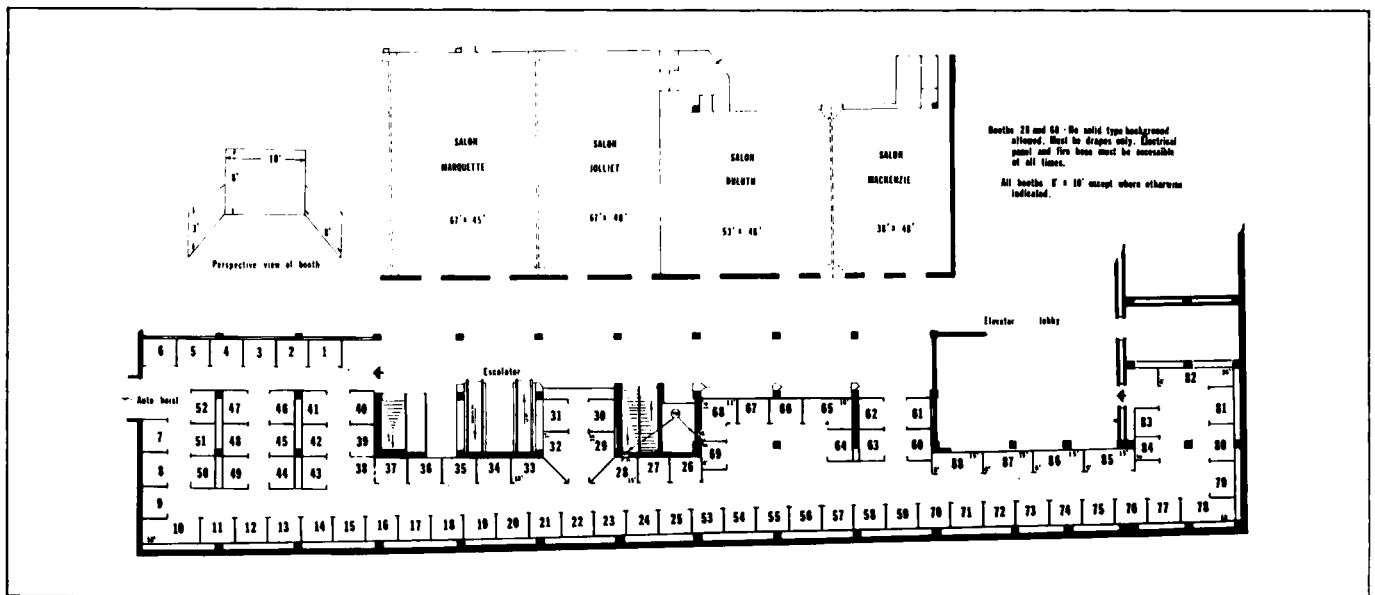 SALON
MARQUETTE
67' x 45'
SALON
JOLLIET
67' x 40'
SALON
DULUTH
53' x 46'
SALON
MACKENZIE
38' x 46'
Booths 28 and 68 - No solid type background
allowed. Must be drapes only. Electrical
panel and fire hose must be accessible
at all times.
All booths 8' x 10' except where otherwise
indicated.
10'
8'
3'
8'
Perspective view of booth
Elevator lobby
Escalator
Auto hoist
6 5 4 3 2 1
52 47 46 41 40
51 48 45 42 39
50 49 44 43 38 37 36 35 34 33
31 30
32 29
28 27 26
68 67 66 65 62 61
69 64 63 60
88 87 86 85
82
83 81
84 80
79
7
8
9
10 11 12 13 14 15 16 17 18 19 20 21 22 23 24 25 53 54 55 56 57 58 59 70 71 72 73 74 75 76 77 78